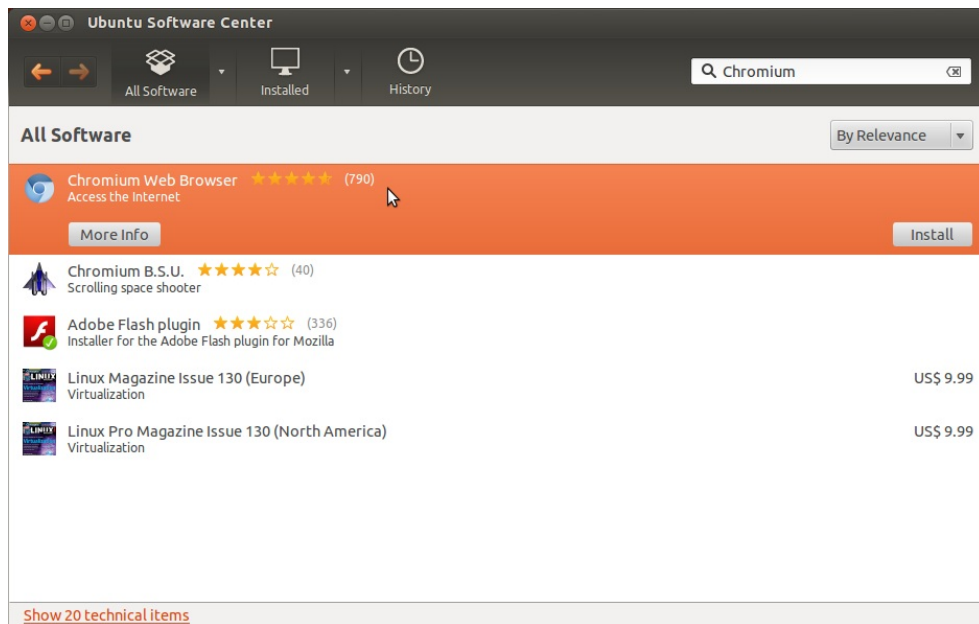 Ubuntu Software Center
All Software
Installed
History
Chromium
All Software
By Relevance
Chromium Web Browser (790)
Access the Internet
More Info
Install
Chromium B.S.U. (40)
Scrolling space shooter
Adobe Flash plugin (336)
Installer for the Adobe Flash plugin for Mozilla
Linux Magazine Issue 130 (Europe) US$ 9.99
Virtualization
Linux Pro Magazine Issue 130 (North America) US$ 9.99
Virtualization
Show 20 technical items